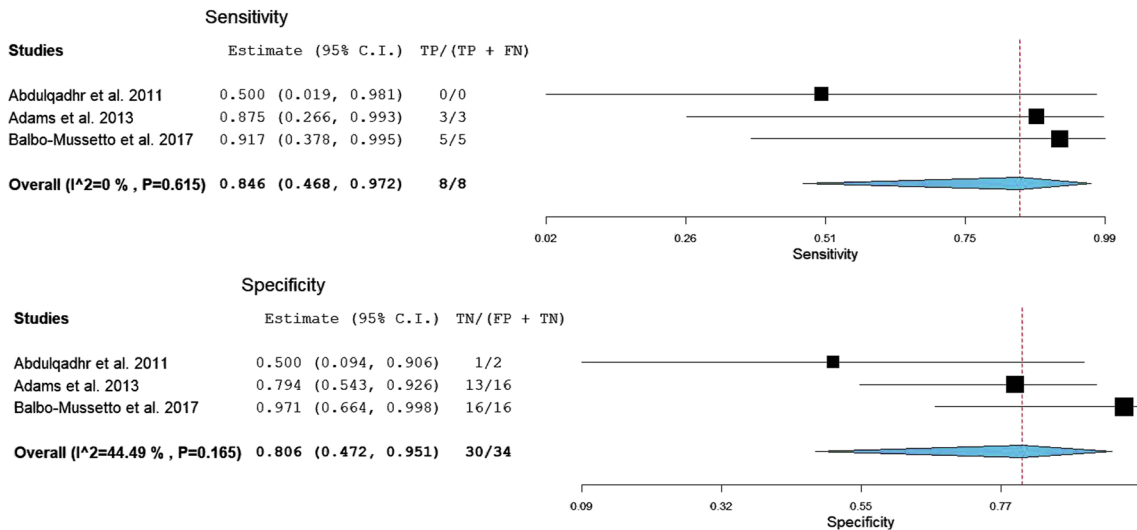 Sensitivity
Studies Estimate (95% C.I.) TP/(TP + FN)
Abdulqadhr et al. 2011 0.500 (0.019, 0.981) 0/0
Adams et al. 2013 0.875 (0.266, 0.993) 3/3
Balbo-Mussetto et al. 2017 0.917 (0.378, 0.995) 5/5
Overall (I^2=0 % , P=0.615) 0.846 (0.468, 0.972) 8/8
0.02 0.26 0.51 0.75 0.99
Sensitivity
Specificity
Studies Estimate (95% C.I.) TN/(FP + TN)
Abdulqadhr et al. 2011 0.500 (0.094, 0.906) 1/2
Adams et al. 2013 0.794 (0.543, 0.926) 13/16
Balbo-Mussetto et al. 2017 0.971 (0.664, 0.998) 16/16
Overall (I^2=44.49 % , P=0.165) 0.806 (0.472, 0.951) 30/34
0.09 0.32 0.55 0.77
Specificity